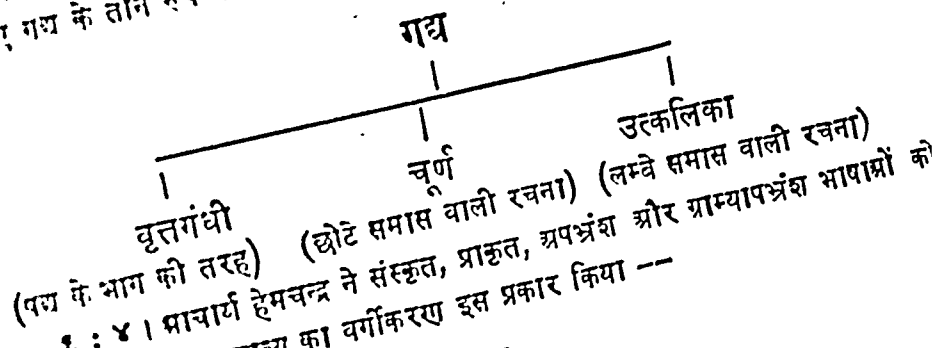 गद्य के तीन
गद्य
वृत्तगंधी चूर्ण उत्कलिका
(पद्य के भाग की तरह) (छोटे समास वाली रचना) (लम्बे समास वाली रचना)
: ४ । आचार्य हेमचन्द्र ने संस्कृत, प्राकृत, अपभ्रंश और ग्राम्यापभ्रंश भाषाओं को
का वर्गीकरण इस प्रकार किया --